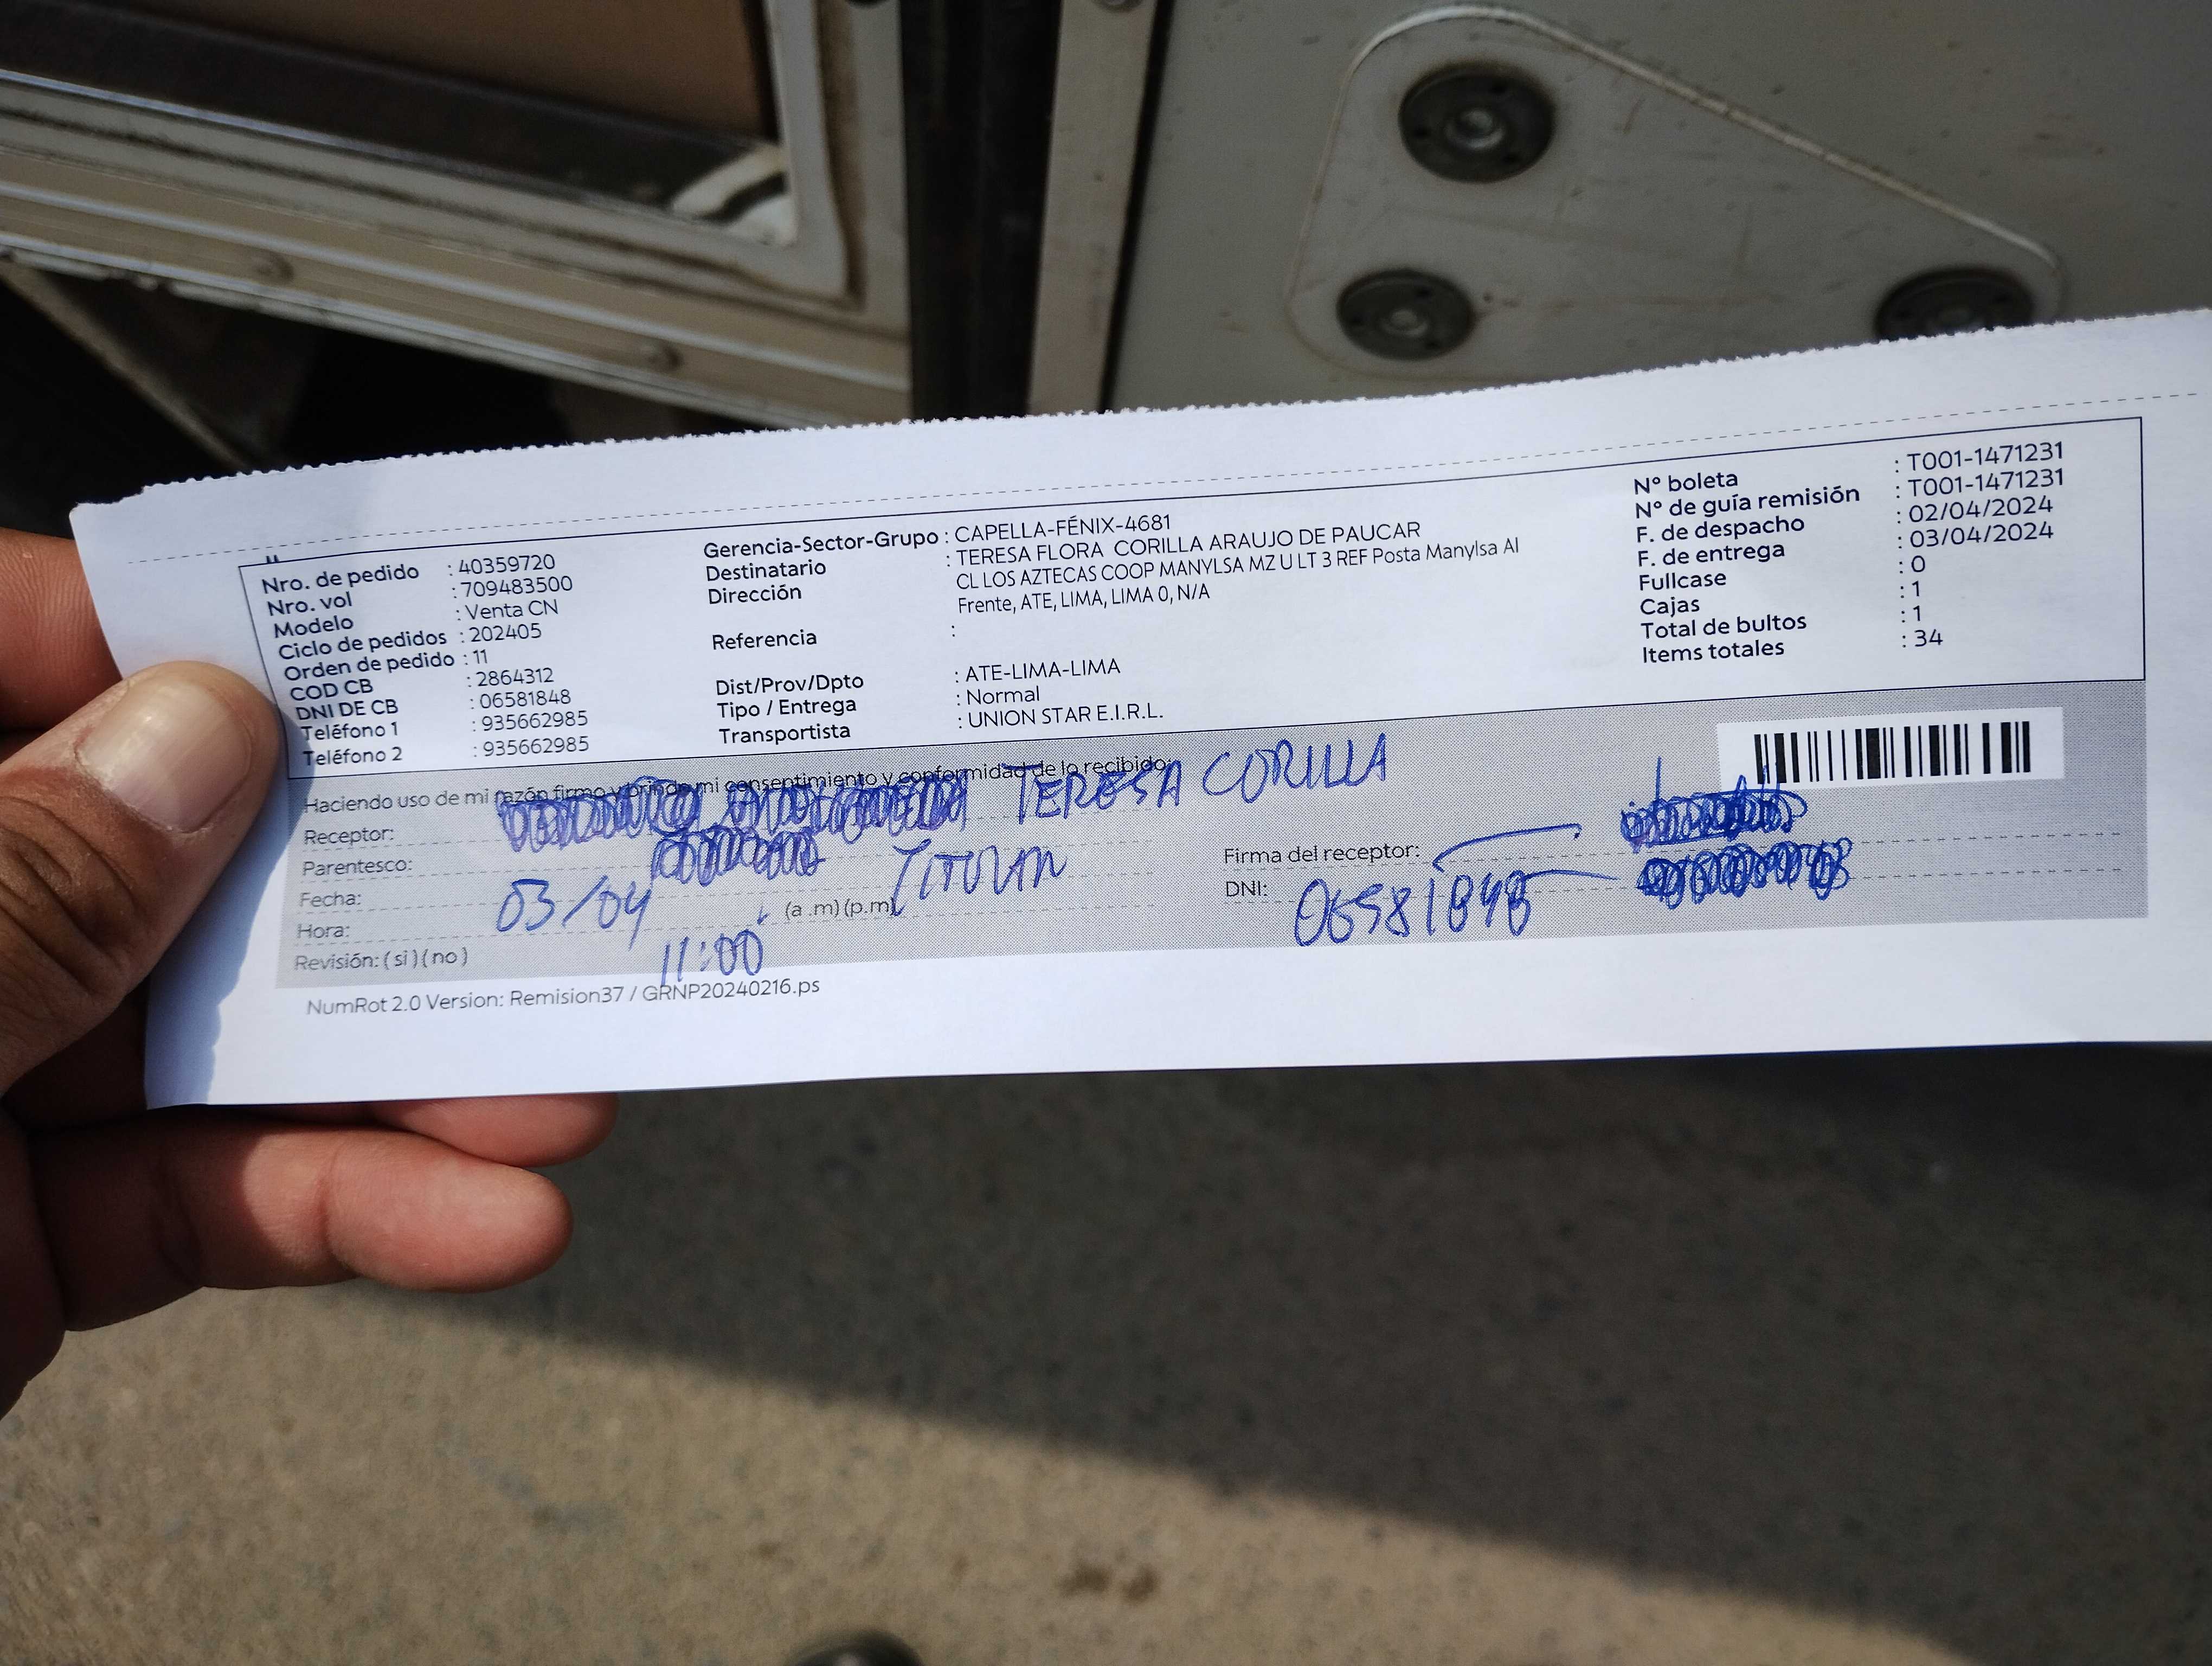 Nro. de pedido : 40359720
Nro. vol : 709483500
Modelo : Venta CN
Ciclo de pedidos : 202405
Orden de pedido : 11
COD CB : 2864312
DNI DE CB : 06581848
Teléfono 1 : 935662985
Teléfono 2 : 935662985
Gerencia-Sector-Grupo : CAPELLA-FÉNIX-4681
Destinatario : TERESA FLORA CORILLA ARAUJO DE PAUCAR
Dirección CL LOS AZTECAS COOP MANYLSA MZ U LT 3 REF Posta Manylsa Al
Frente, ATE, LIMA, LIMA 0, N/A
Referencia :
Dist/Prov/Dpto : ATE-LIMA-LIMA
Tipo / Entrega : Normal
Transportista : UNION STAR E.I.R.L.
N° boleta : T001-1471231
N° de guía remisión : T001-1471231
F. de despacho : 02/04/2024
F. de entrega : 03/04/2024
Fullcase : 0
Cajas : 1
Total de bultos : 1
Items totales : 34
Haciendo uso de mi razón firmo y brindo mi consentimiento y conformidad de lo recibido:
Receptor: TERESA CORILLA
Parentesco: TITULAR
Fecha: 03/04
Hora: 11:00 (a .m) (p.m)
Revisión: ( si ) ( no )
Firma del receptor:
DNI: 06581848
NumRot 2.0 Version: Remision37 / GRNP20240216.ps